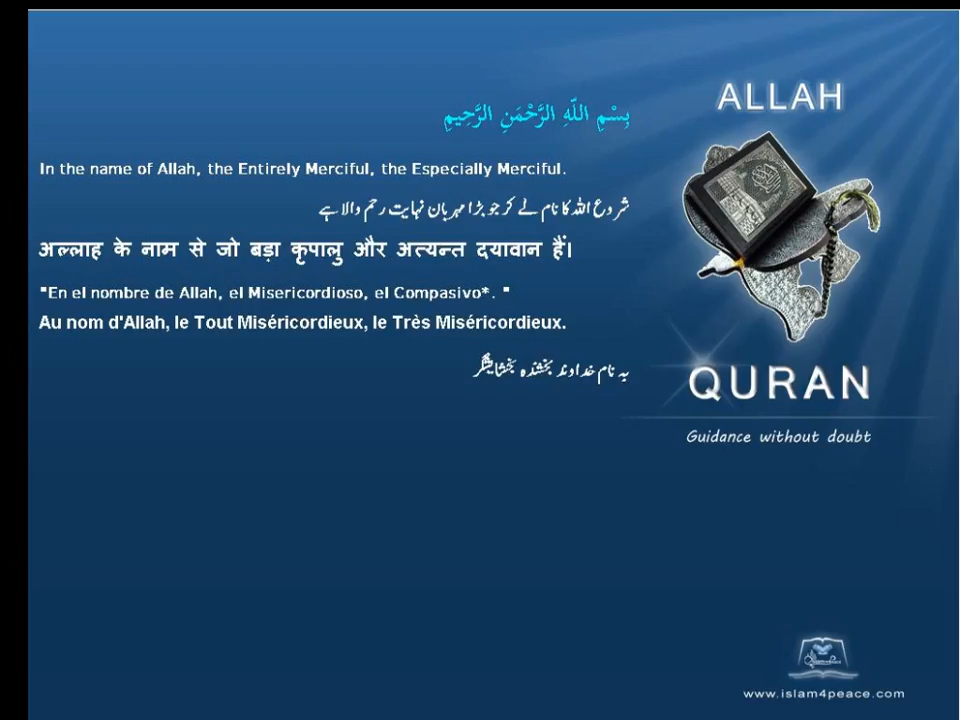 بِسْمِ اللَّهِ الرَّحْمَنِ الرَّحِيمِ
In the name of Allah, the Entirely Merciful, the Especially Merciful.
شروع اللہ کا نام لے کر جو بڑا مہربان نہایت رحم والا ہے
अल्लाह के नाम से जो बड़ा कृपालु और अत्यन्त दयावान हैं।
"En el nombre de Allah, el Misericordioso, el Compasivo*. "
Au nom d'Allah, le Tout Miséricordieux, le Très Miséricordieux.
به نام خداوند بخشنده بخشایشگر
ALLAH
QURAN
Guidance without doubt
www.islam4peace.com